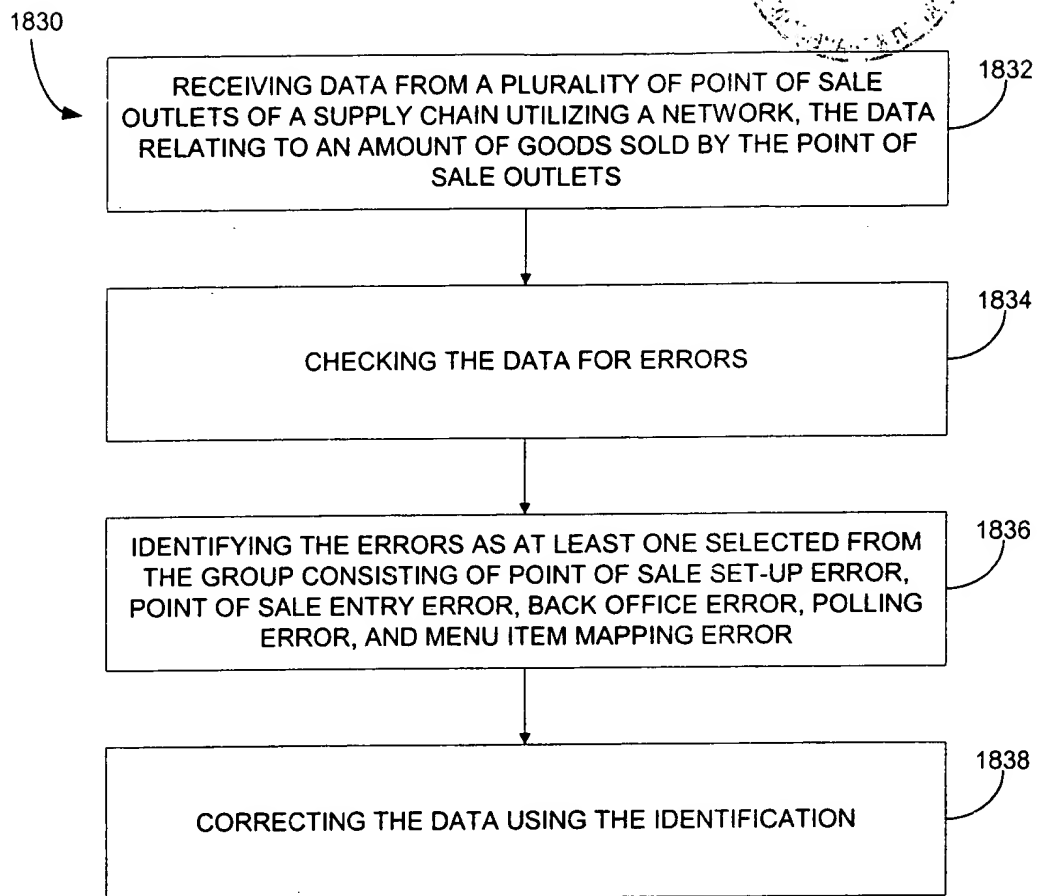 1830
RECEIVING DATA FROM A PLURALITY OF POINT OF SALE
OUTLETS OF A SUPPLY CHAIN UTILIZING A NETWORK, THE DATA
RELATING TO AN AMOUNT OF GOODS SOLD BY THE POINT OF
SALE OUTLETS
1832
CHECKING THE DATA FOR ERRORS
1834
IDENTIFYING THE ERRORS AS AT LEAST ONE SELECTED FROM
THE GROUP CONSISTING OF POINT OF SALE SET-UP ERROR,
POINT OF SALE ENTRY ERROR, BACK OFFICE ERROR, POLLING
ERROR, AND MENU ITEM MAPPING ERROR
1836
CORRECTING THE DATA USING THE IDENTIFICATION
1838